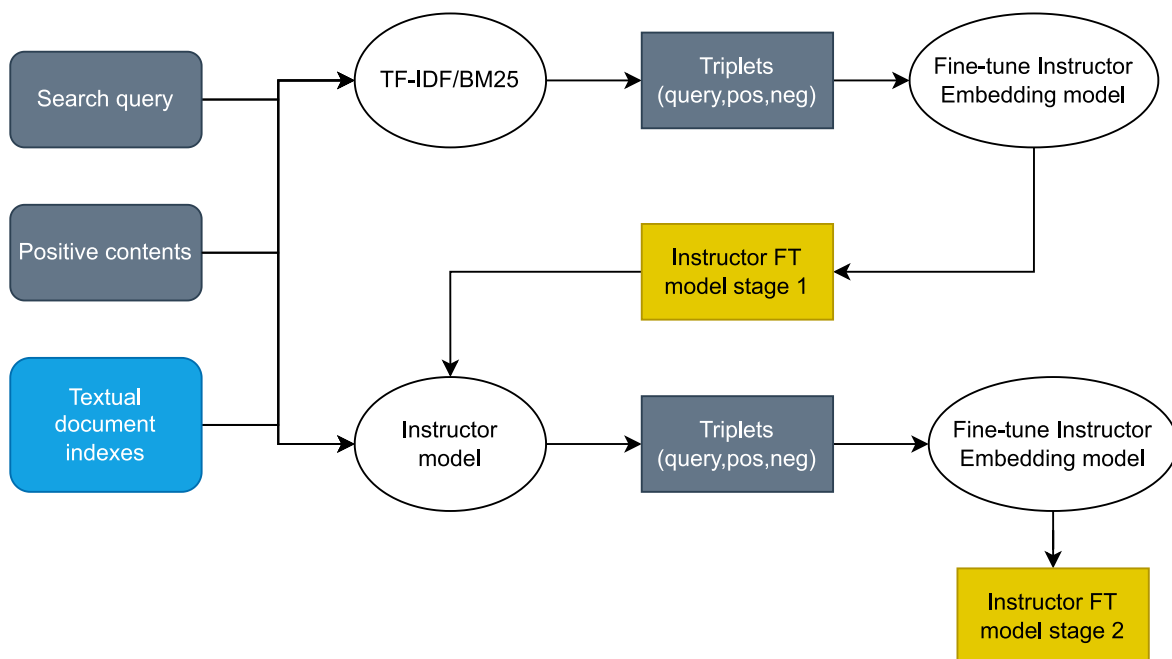 Search query
TF-IDF/BM25
Triplets
(query,pos,neg)
Fine-tune Instructor
Embedding model
Positive contents
Instructor FT
model stage 1
Textual
document
indexes
Instructor
model
Triplets
(query,pos,neg)
Fine-tune Instructor
Embedding model
Instructor FT
model stage 2